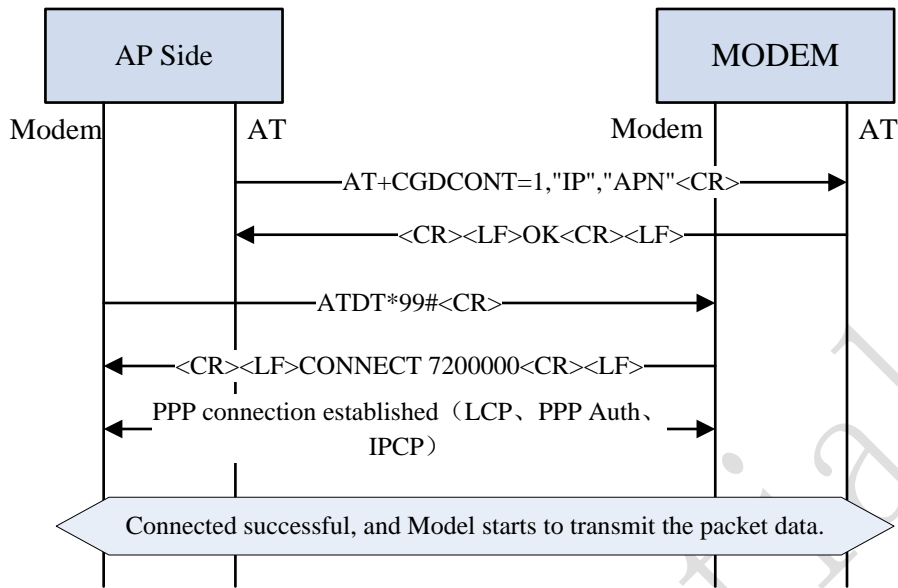 AP Side
MODEM
Modem
AT
Modem
AT
AT+CGDCONT=1,"IP","APN"<CR>
<CR><LF>OK<CR><LF>
ATDT*99#<CR>
<CR><LF>CONNECT 7200000<CR><LF>
PPP connection established（LCP、PPP Auth、
IPCP）
Connected successful, and Model starts to transmit the packet data.